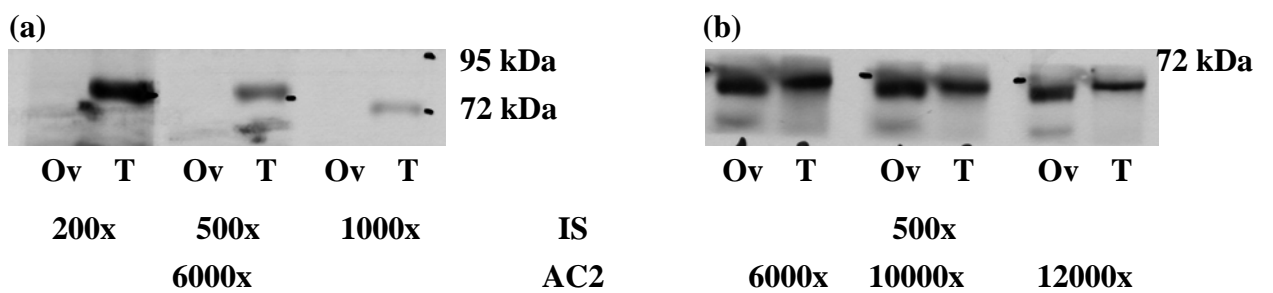 (a)
(b)
95 kDa
72 kDa
72 kDa
Ov T Ov T Ov T
Ov T Ov T Ov T
200x 500x 1000x IS 500x
6000x AC2 6000x 10000x 12000x